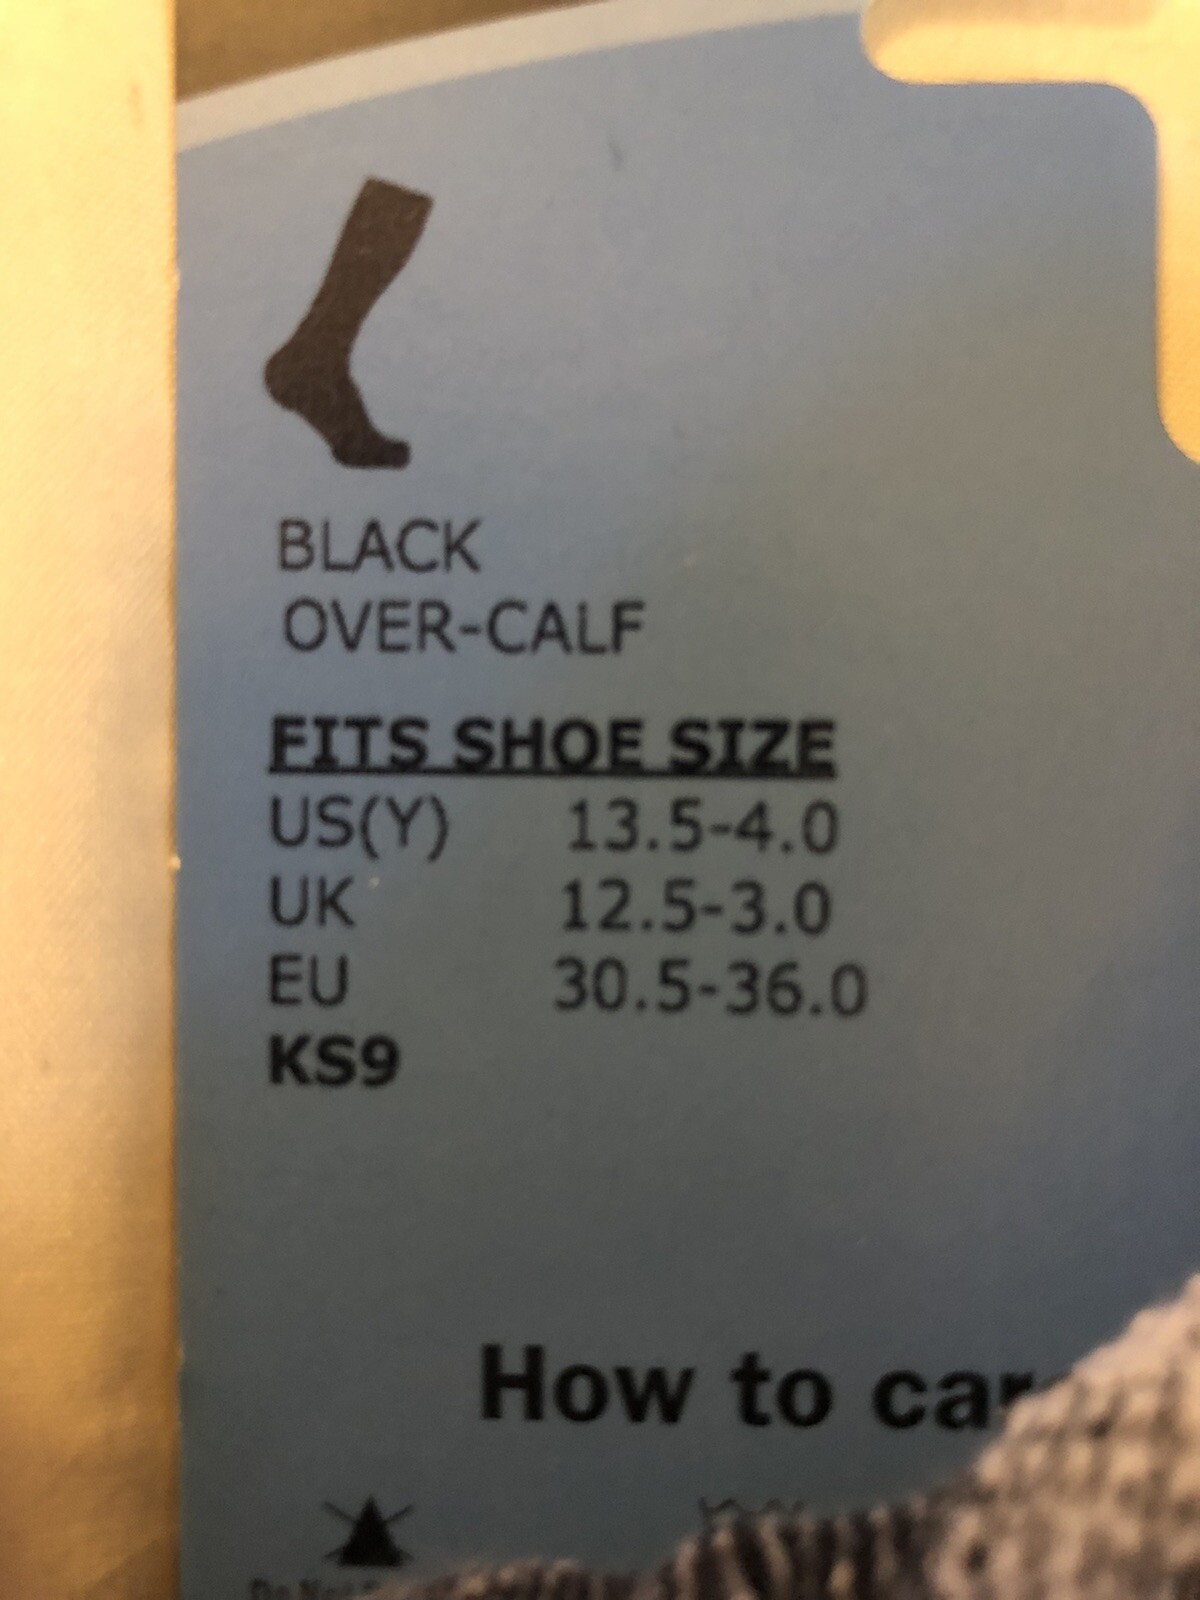 BLACK
OVER-CALF
FITS SHOE SIZE
US(Y) 13.5-4.0
UK 12.5-3.0
EU 30.5-36.0
KS9
How to